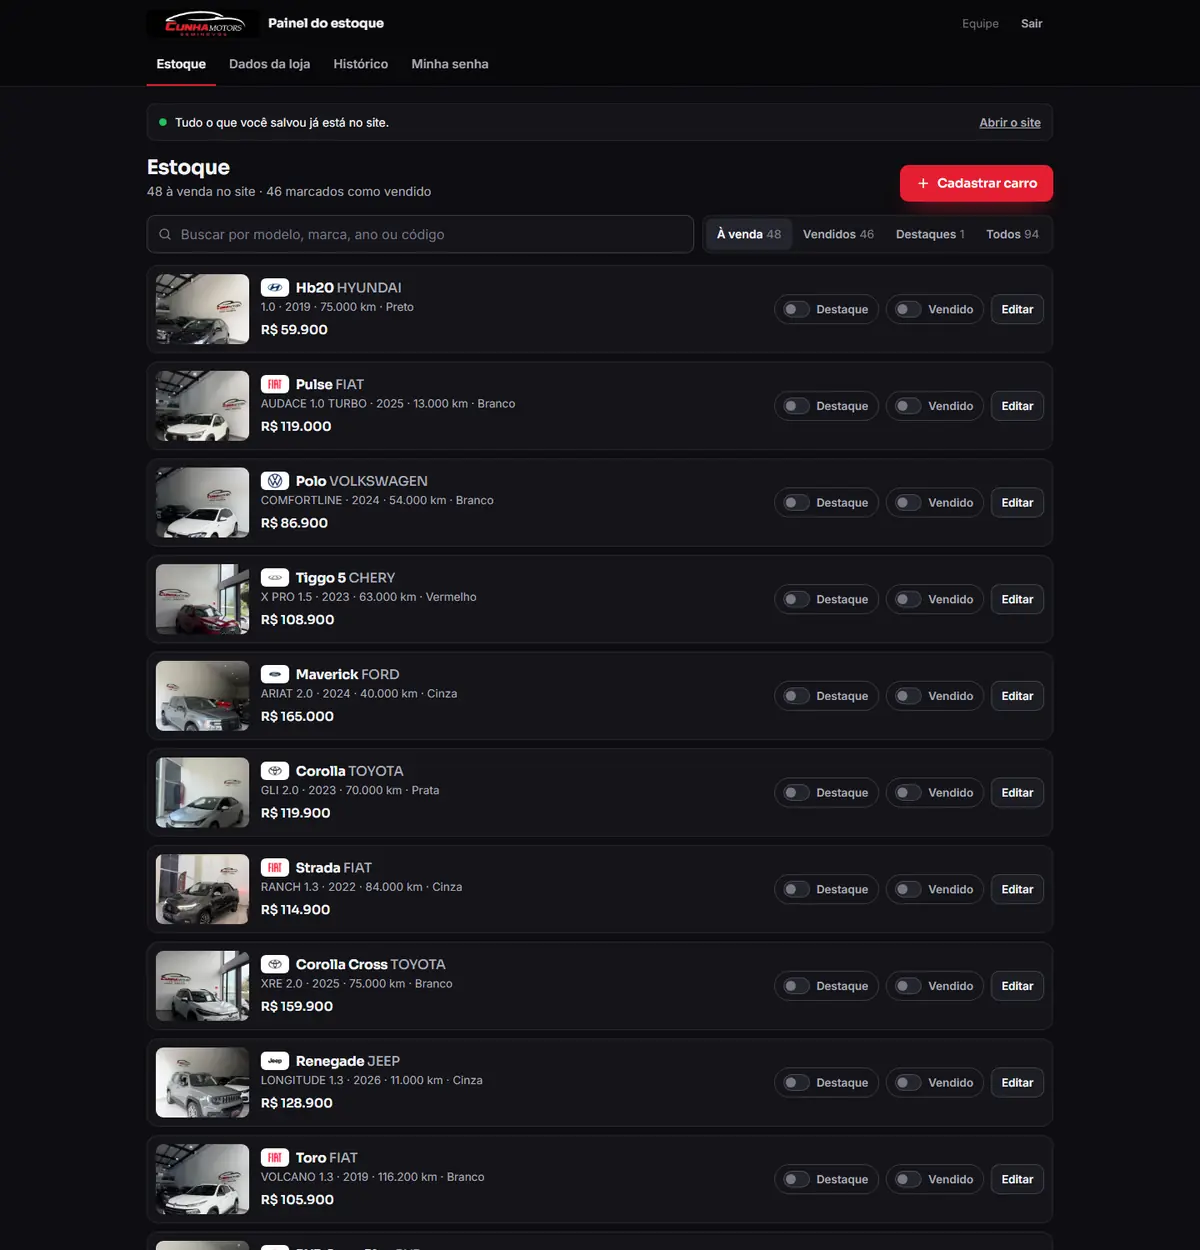 CUNHA MOTORS
SEMINOVOS
Painel do estoque
Equipe
Sair
Estoque
Dados da loja
Histórico
Minha senha
Tudo o que você salvou já está no site.
Abrir o site
Estoque
48 à venda no site · 46 marcados como vendido
+ Cadastrar carro
Buscar por modelo, marca, ano ou código
À venda 48
Vendidos 46
Destaques 1
Todos 94
Hb20 HYUNDAI
1.0 · 2019 · 75.000 km · Preto
R$ 59.900
Destaque
Vendido
Editar
FIAT
Pulse FIAT
AUDACE 1.0 TURBO · 2025 · 13.000 km · Branco
R$ 119.000
Destaque
Vendido
Editar
Polo VOLKSWAGEN
COMFORTLINE · 2024 · 54.000 km · Branco
R$ 86.900
Destaque
Vendido
Editar
Tiggo 5 CHERY
X PRO 1.5 · 2023 · 63.000 km · Vermelho
R$ 108.900
Destaque
Vendido
Editar
Maverick FORD
ARIAT 2.0 · 2024 · 40.000 km · Cinza
R$ 165.000
Destaque
Vendido
Editar
Corolla TOYOTA
GLI 2.0 · 2023 · 70.000 km · Prata
R$ 119.900
Destaque
Vendido
Editar
FIAT
Strada FIAT
RANCH 1.3 · 2022 · 84.000 km · Cinza
R$ 114.900
Destaque
Vendido
Editar
Corolla Cross TOYOTA
XRE 2.0 · 2025 · 75.000 km · Branco
R$ 159.900
Destaque
Vendido
Editar
Jeep
Renegade JEEP
LONGITUDE 1.3 · 2026 · 11.000 km · Cinza
R$ 128.900
Destaque
Vendido
Editar
FIAT
Toro FIAT
VOLCANO 1.3 · 2019 · 116.200 km · Branco
R$ 105.900
Destaque
Vendido
Editar